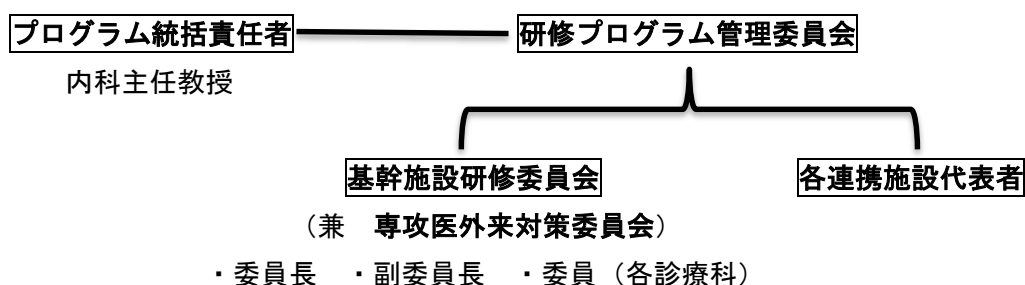 プログラム統括責任者
研修プログラム管理委員会
内科主任教授
基幹施設研修委員会
各連携施設代表者
（兼　専攻医外来対策委員会）
・委員長　・副委員長　・委員（各診療科）